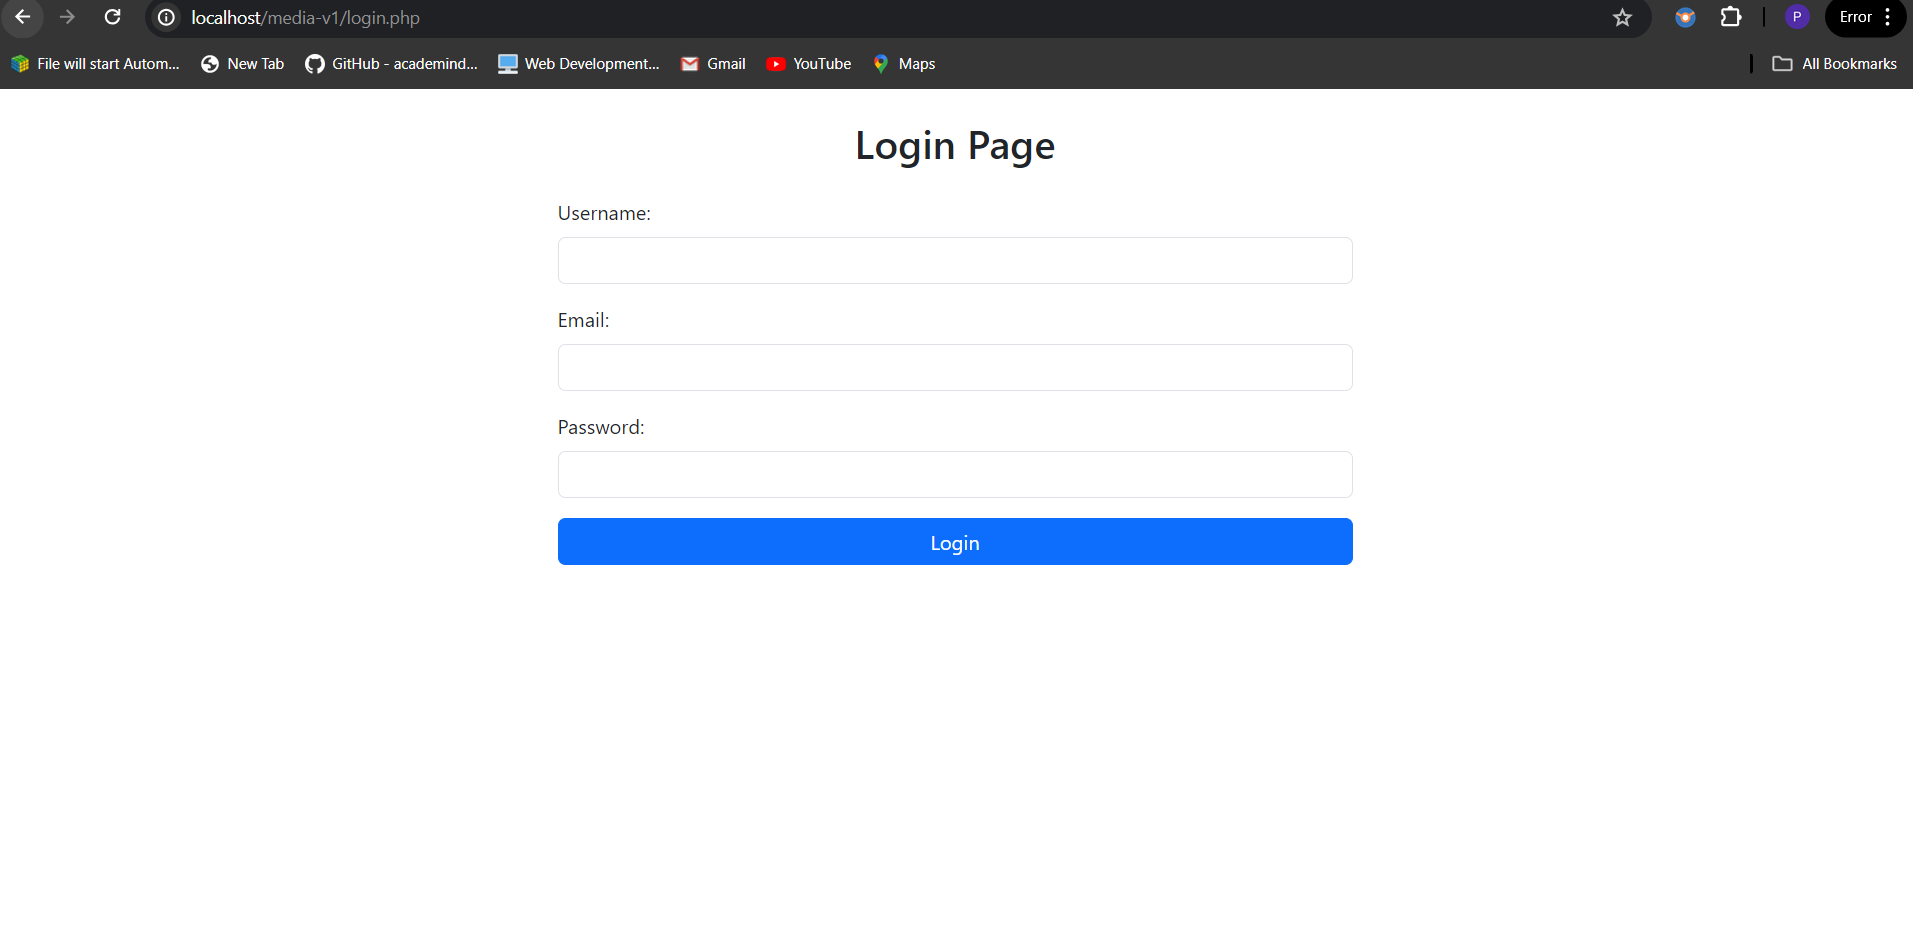 localhost/media-v1/login.php
P
Error
File will start Autom...
New Tab
GitHub - academind...
Web Development...
Gmail
YouTube
Maps
All Bookmarks
Login Page
Username:
Email:
Password:
Login